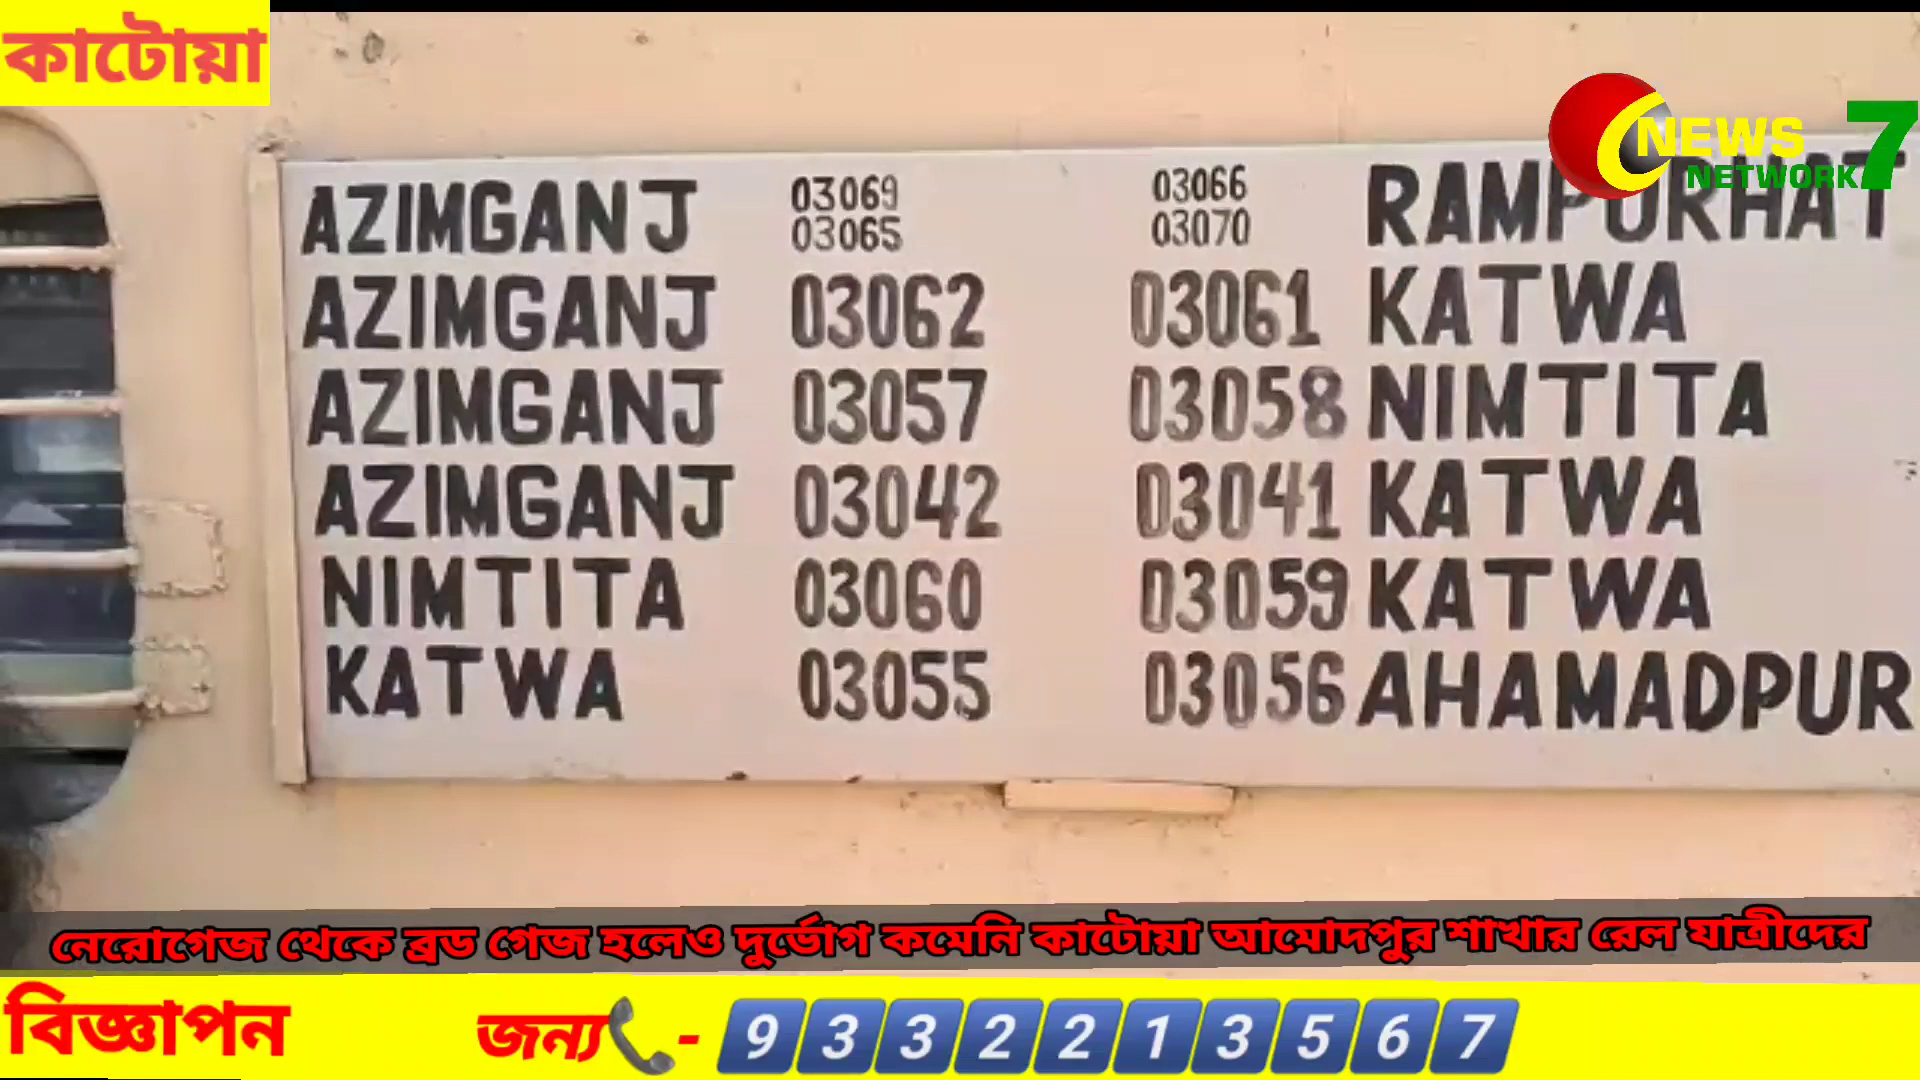 কাটোয়া
NEWS 7
NETWORK
AZIMGANJ 03069 03066 RAMPURHAT
03065 03070
AZIMGANJ 03062 03061 KATWA
AZIMGANJ 03057 03058 NIMTITA
AZIMGANJ 03042 03041 KATWA
NIMTITA 03060 03059 KATWA
KATWA 03055 03056 AHAMADPUR
নেরোগেজ থেকে ব্রড গেজ হলেও দুর্ভোগ কমেনি কাটোয়া আমোদপুর শাখার রেল যাত্রীদের
বিজ্ঞাপন জন্য - 9332213567